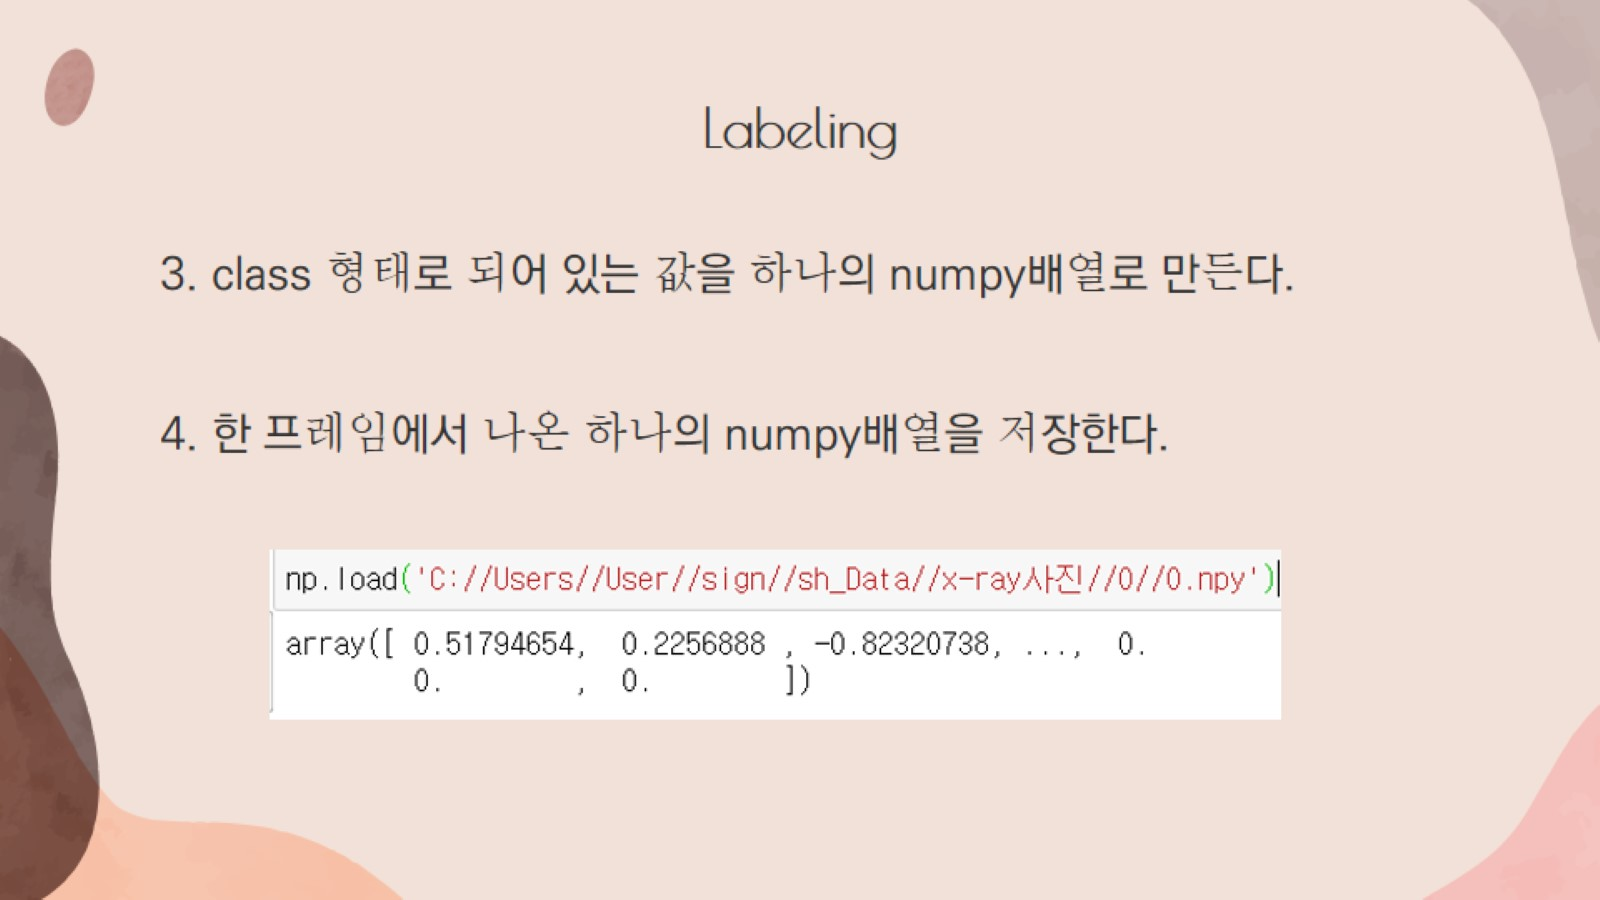 Labeling
3. class 형태로 되어 있는 값을 하나의 numpy배열로 만든다.
4. 한 프레임에서 나온 하나의 numpy배열을 저장한다.
np.load('C://Users//User//sign//sh_Data//x-ray사진//0//0.npy')
array([ 0.51794654,  0.2256888 , -0.82320738, ...,  0.
0.        ,  0.        ])